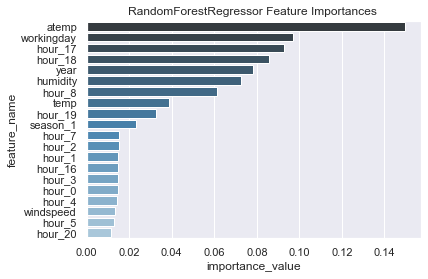 RandomForestRegressor Feature Importances
atemp
workingday
hour_17
hour_18
year
humidity
hour_8
temp
hour_19
season_1
hour_7
hour_2
hour_1
hour_16
hour_3
hour_0
hour_4
windspeed
hour_5
hour_20
feature_name
0.00 0.02 0.04 0.06 0.08 0.10 0.12 0.14
importance_value